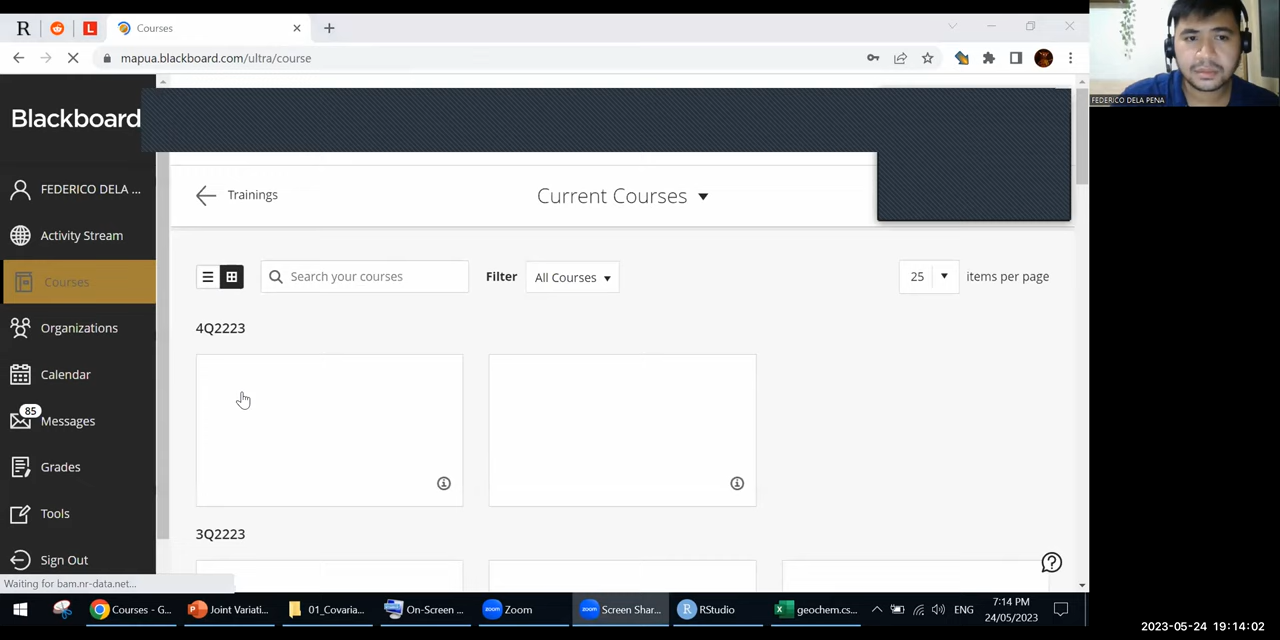 R
L
Courses
mapua.blackboard.com/ultra/course
FEDERICO DELA PENA
Blackboard
Trainings
Current Courses
FEDERICO DELA ...
Activity Stream
Courses
Organizations
Calendar
85
Messages
Grades
Tools
Sign Out
Search your courses
Filter
All Courses
25
items per page
4Q2223
3Q2223
Waiting for bam.nr-data.net...
Courses - G...
Joint Variati...
01_Covaria...
On-Screen ...
zoom
Zoom
zoom
Screen Shar...
R
RStudio
geochem.cs...
ENG
7:14 PM
24/05/2023
2023-05-24 19:14:02